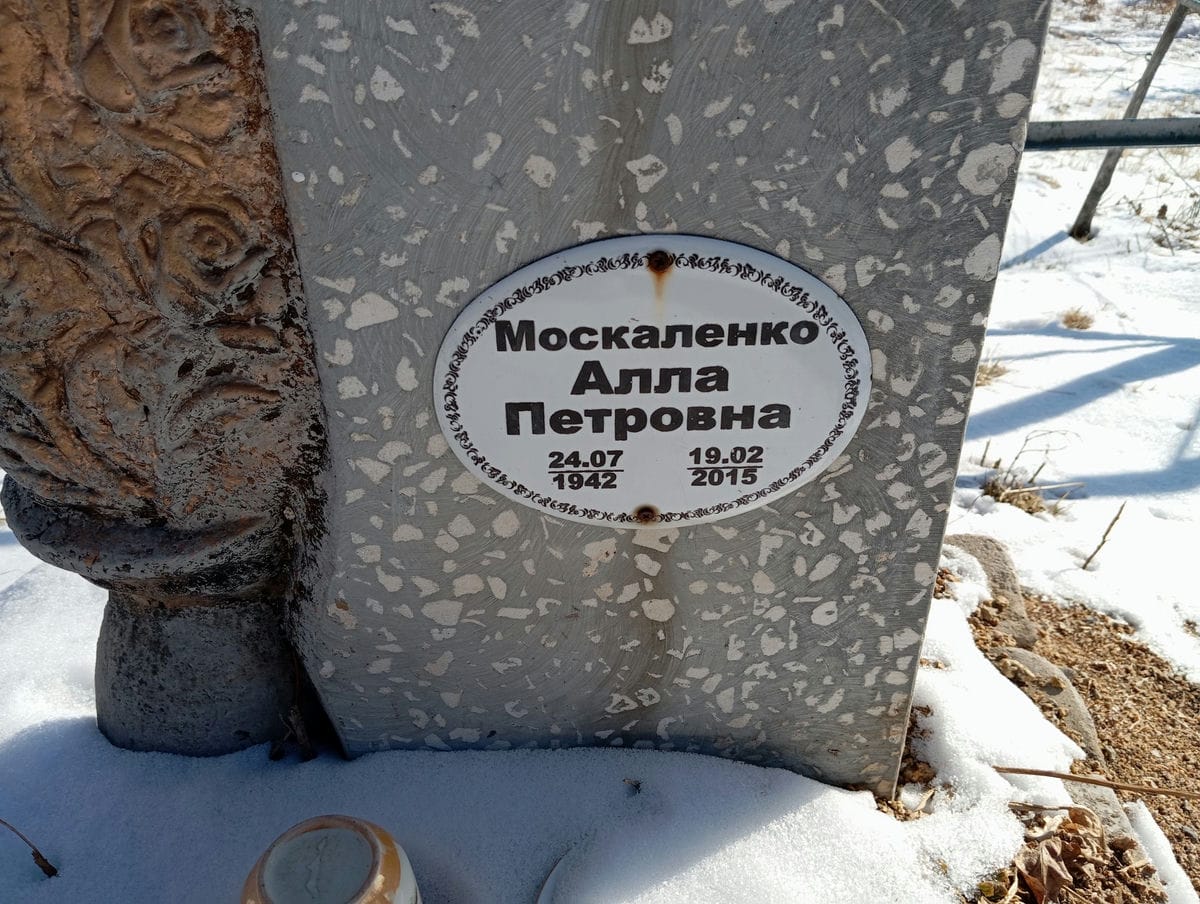 Москаленко
Алла
Петровна
24.07 19.02
1942 2015